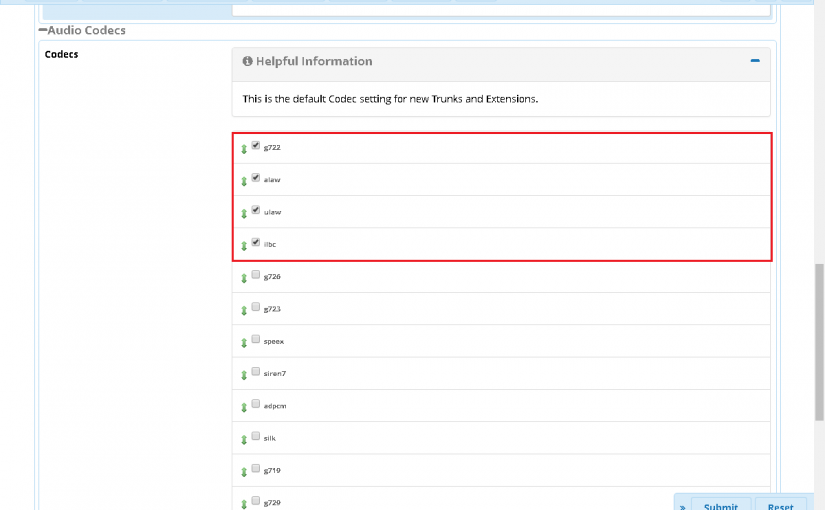 Audio Codecs
Codecs
Helpful Information
This is the default Codec setting for new Trunks and Extensions.
g722
alaw
ulaw
ilbc
g726
g723
speex
siren7
adpcm
silk
g719
g729
» Submit Reset